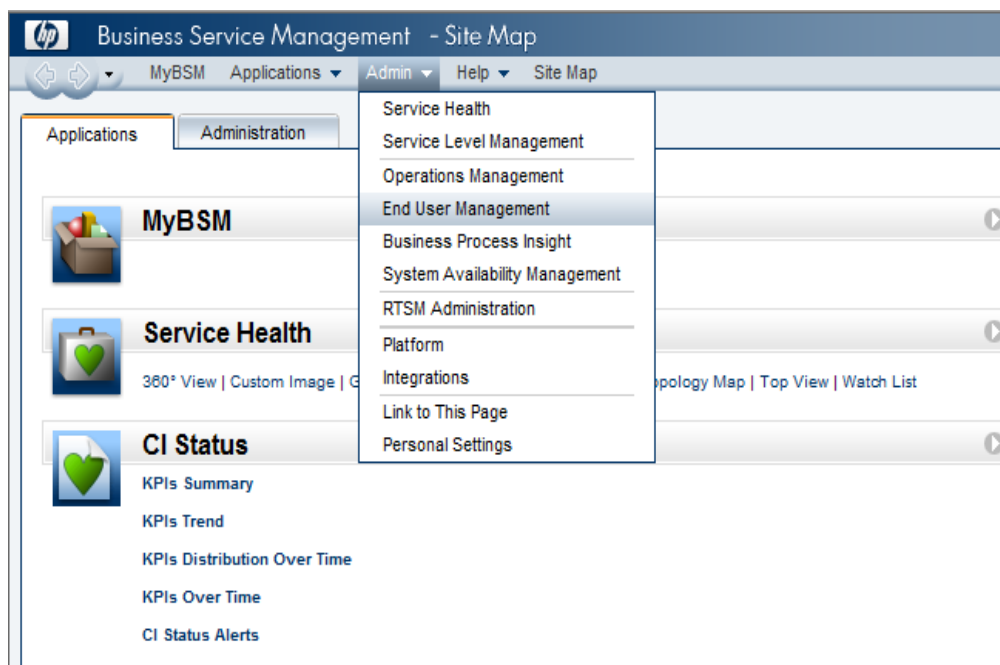 hp Business Service Management - Site Map
MyBSM Applications Admin Help Site Map
Applications Administration
Service Health
Service Level Management
Operations Management
End User Management
Business Process Insight
System Availability Management
RTSM Administration
Platform
Integrations
Link to This Page
Personal Settings
MyBSM
Service Health
360° View | Custom Image | Topology Map | Top View | Watch List
CI Status
KPIs Summary
KPIs Trend
KPIs Distribution Over Time
KPIs Over Time
CI Status Alerts